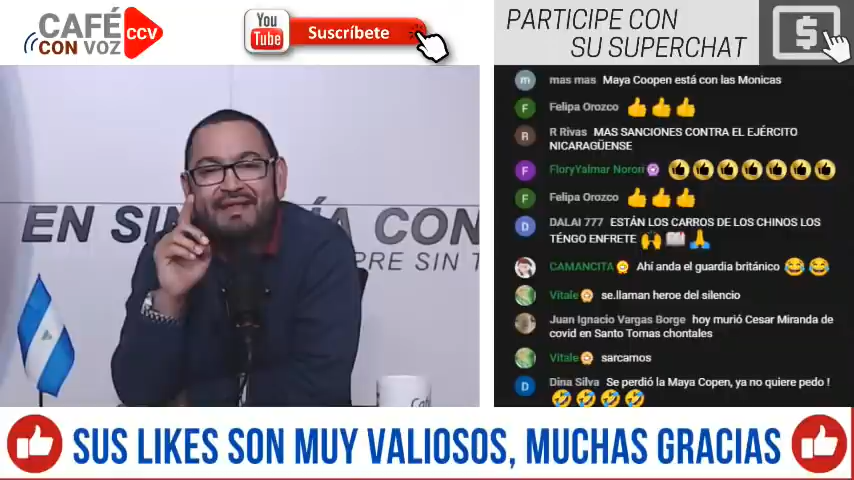 CAFÉ
CON VOZ
CCV
You
Tube
Suscríbete
PARTICIPE CON
SU SUPERCHAT
$
EN SIN ÍA CON
PRE SIN T
m mas mas Maya Coopen está con las Monicas
F Felipa Orozco 👍👍👍
R R Rivas MAS SANCIONES CONTRA EL EJÉRCITO
NICARAGÜENSE
F FloryYalmar Norori
F Felipa Orozco 👍👍👍
D DALAI 777 ESTÁN LOS CARROS DE LOS CHINOS LOS
TÉNGO ENFRETE 🙌📖🙏
CAMANCITA Ahí anda el guardia británico 😂😂
Vitale se.llaman heroe del silencio
Juan Ignacio Vargas Borge hoy murió Cesar Miranda de
covid en Santo Tomas chontales
Vitale sarcamos
D Dina Silva Se perdió la Maya Copen, ya no quiere pedo !
🤣🤣🤣🤣
SUS LIKES SON MUY VALIOSOS, MUCHAS GRACIAS